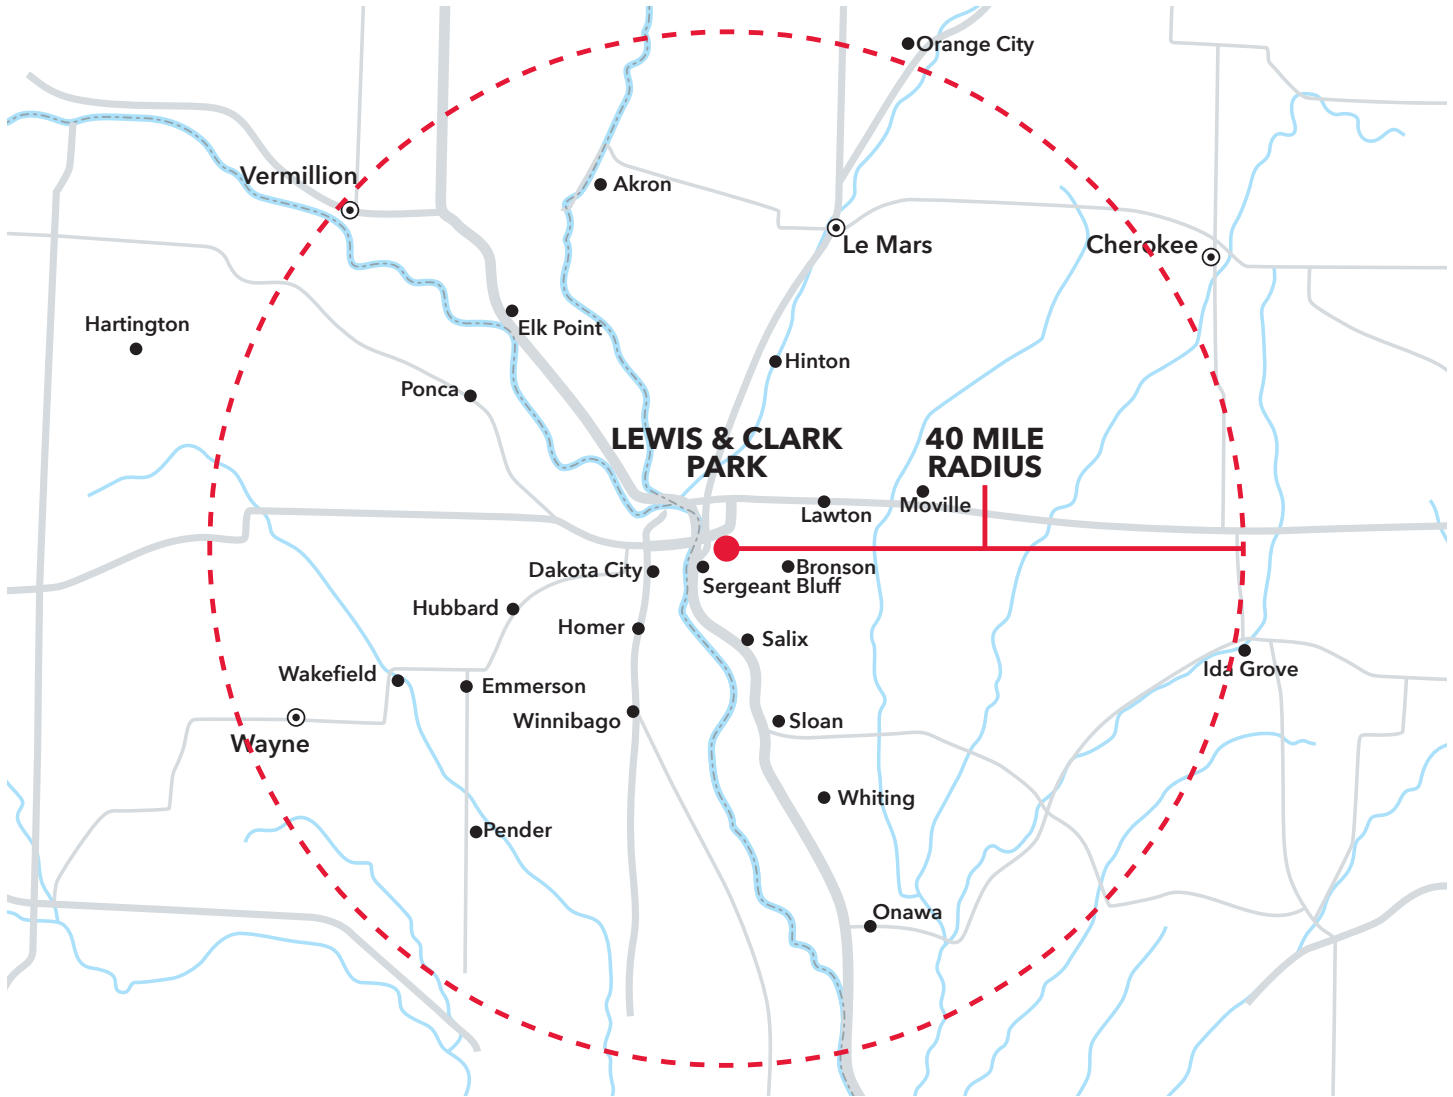 Orange City
Vermillion
Akron
Le Mars
Cherokee
Hartington
Elk Point
Hinton
Ponca
LEWIS & CLARK
PARK
40 MILE
RADIUS
Moville
Lawton
Dakota City
Bronson
Sergeant Bluff
Hubbard
Homer
Salix
Ida Grove
Wakefield
Emmerson
Winnibago
Sloan
Wayne
Whiting
Pender
Onawa